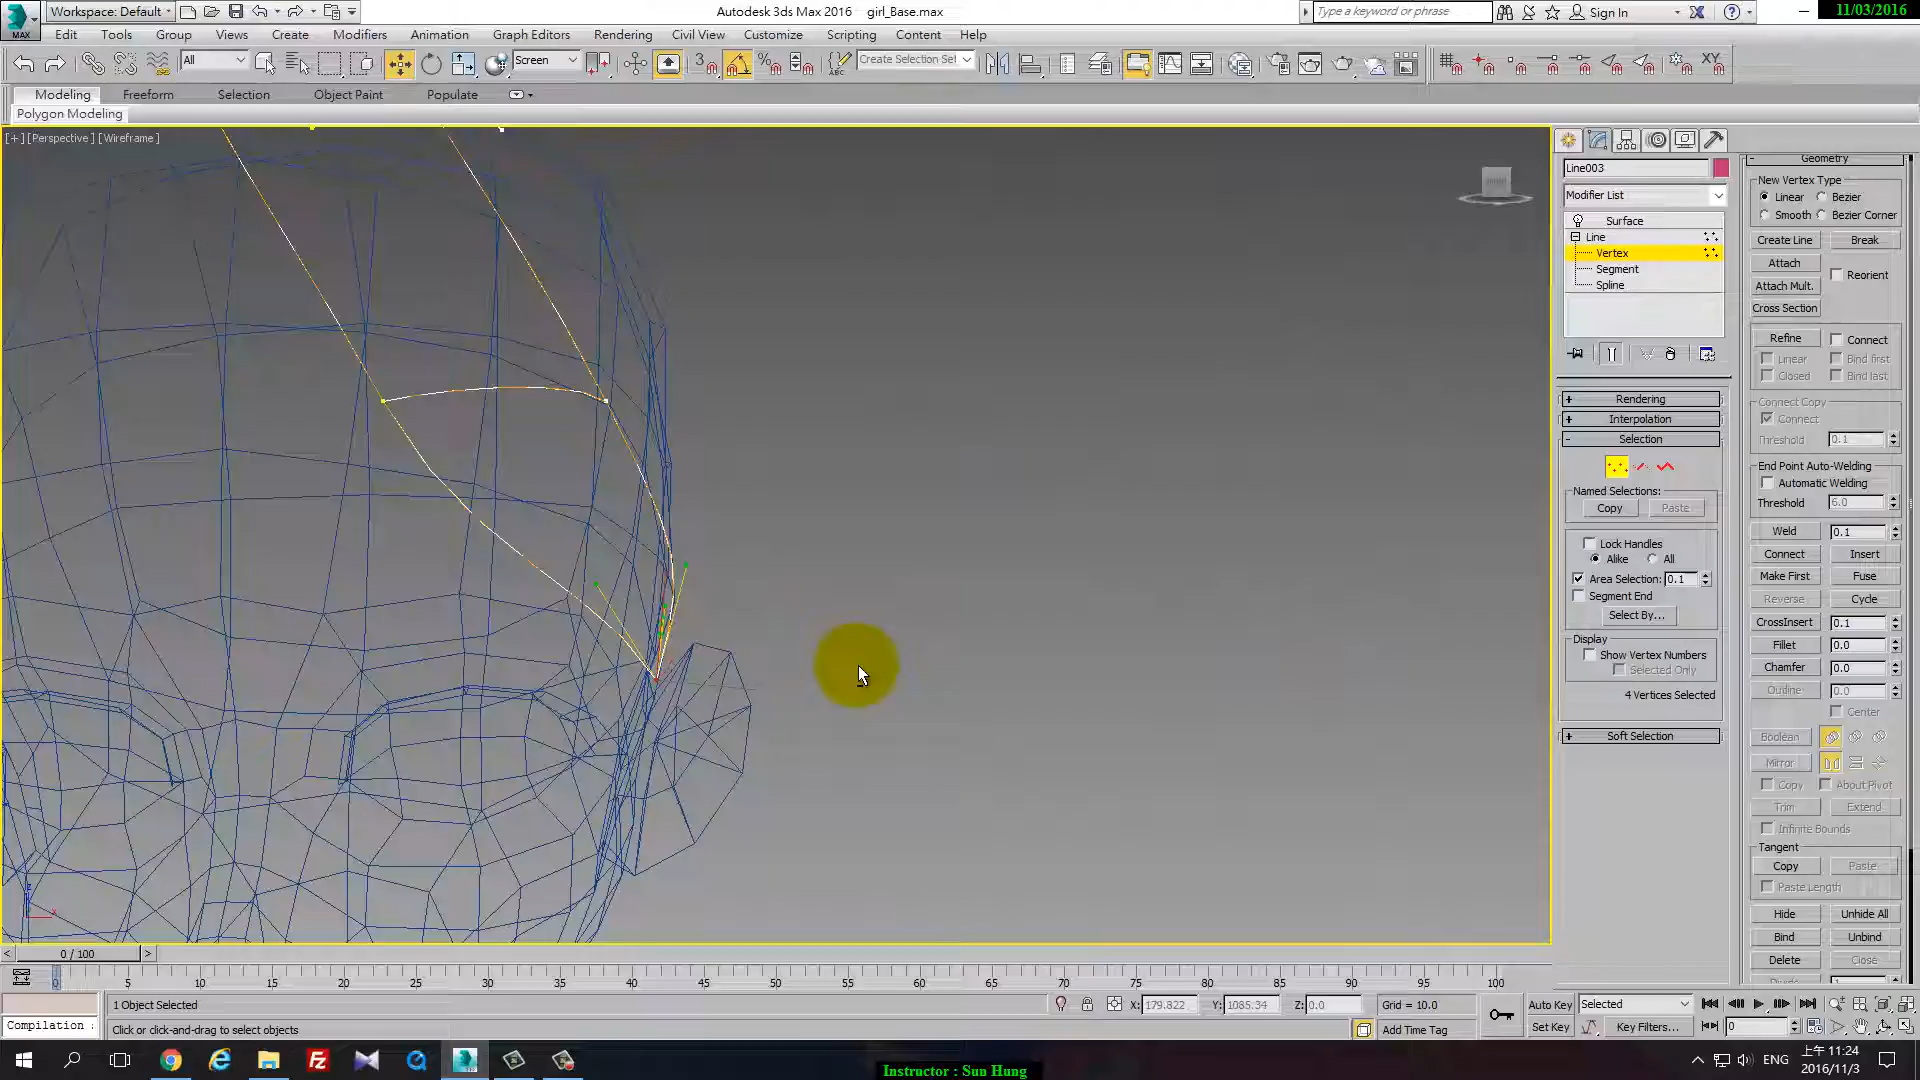 Workspace: Default
Autodesk 3ds Max 2016 girl_Base.max
Type a keyword or phrase
Sign In
11/03/2016
MAX
Edit Tools Group Views Create Modifiers Animation Graph Editors Rendering Civil View Customize Scripting Content Help
All
Screen
3
ABC
Create Selection Set
XY
Modeling Freeform Selection Object Paint Populate
Polygon Modeling
[+] [Perspective] [Wireframe]
Line003
Modifier List
Surface
Line
Vertex
Segment
Spline
Rendering
Interpolation
Selection
Named Selections:
Copy Paste
Lock Handles
Alike All
Area Selection: 0.1
Segment End
Select By...
Display
Show Vertex Numbers
Selected Only
4 Vertices Selected
Soft Selection
Geometry
New Vertex Type
Linear Bezier
Smooth Bezier Corner
Create Line Break
Attach
Reorient
Attach Mult.
Cross Section
Refine Connect
Linear Bind first
Closed Bind last
Connect Copy
Connect
Threshold 0.1
End Point Auto-Welding
Automatic Welding
Threshold 6.0
Weld 0.1
Connect Insert
Make First Fuse
Reverse Cycle
CrossInsert 0.1
Fillet 0.0
Chamfer 0.0
Outline 0.0
Center
Boolean
Mirror
Copy About Pivot
Trim Extend
Infinite Bounds
Tangent
Copy Paste
Paste Length
Hide Unhide All
Bind Unbind
Delete Close
z
x
< 0 / 100 >
0 5 10 15 20 25 30 35 40 45 50 55 60 65 70 75 80 85 90 95 100
1 Object Selected
X: 179.822 Y: 1085.34 Z: 0.0
Grid = 10.0
Auto Key Selected
Compilation
Click or click-and-drag to select objects
Add Time Tag
Set Key Key Filters...
0
ENG
上午 11:24
2016/11/3
Instructor : Sun Hung